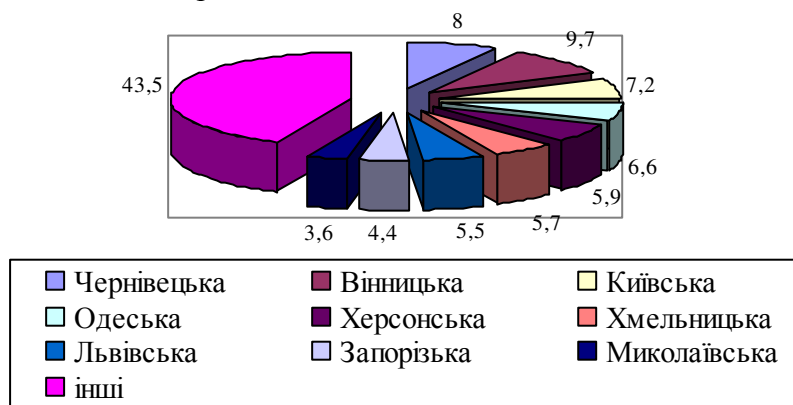 8
9,7
43,5
7,2
6,6
5,9
3,6
4,4
5,5
5,7
Чернівецька
Вінницька
Київська
Одеська
Херсонська
Хмельницька
Львівська
Запорізька
Миколаївська
інші